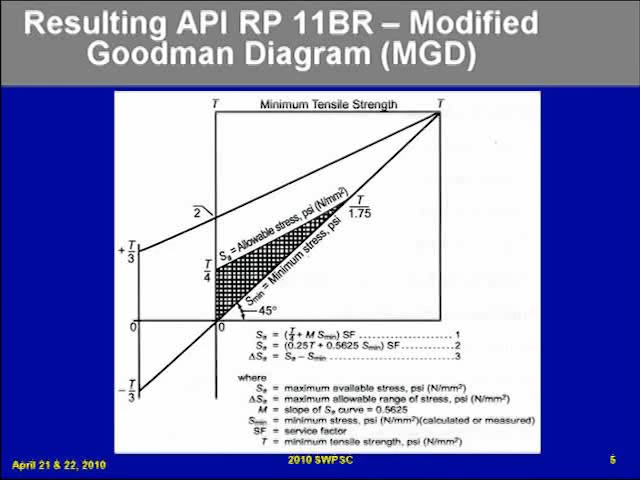 Resulting API RP 11BR – Modified
Goodman Diagram (MGD)
T Minimum Tensile Strength T
2
Sa = Allowable stress, psi (N/mm²)
T/1.75
+T/3
T/4
Smin = Minimum stress, psi
45°
0 0
Sa = (T/4 + M Smin) SF ........................ 1
Sa = (0.25T + 0.5625 Smin) SF .............. 2
ΔSa = Sa – Smin ................................ 3
–T/3
where
Sa = maximum available stress, psi (N/mm²)
ΔSa = maximum allowable range of stress, psi (N/mm²)
M = slope of Sa curve = 0.5625
Smin = minimum stress, psi (N/mm²)(calculated or measured)
SF = service factor
T = minimum tensile strength, psi (N/mm²)
April 21 & 22, 2010
2010 SWPSC
5